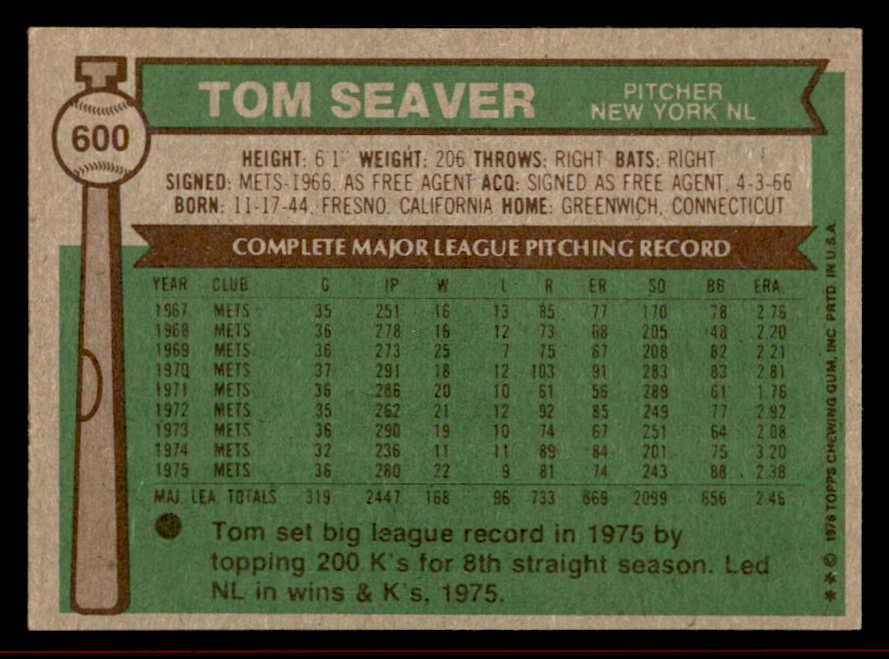 600
TOM SEAVER
PITCHER
NEW YORK NL
HEIGHT: 6'1" WEIGHT: 206 THROWS: RIGHT BATS: RIGHT
SIGNED: METS-1966, AS FREE AGENT ACQ: SIGNED AS FREE AGENT, 4-3-66
BORN: 11-17-44, FRESNO, CALIFORNIA HOME: GREENWICH, CONNECTICUT
COMPLETE MAJOR LEAGUE PITCHING RECORD
YEAR CLUB G IP W L R ER SO BB ERA
1967 METS 35 251 16 13 85 77 170 78 2.76
1968 METS 36 278 16 12 73 68 205 48 2.20
1969 METS 36 273 25 7 75 67 208 82 2.21
1970 METS 37 291 18 12 103 91 283 83 2.81
1971 METS 36 286 20 10 61 56 289 61 1.76
1972 METS 35 262 21 12 92 85 249 77 2.92
1973 METS 36 290 19 10 74 67 251 64 2.08
1974 METS 32 236 11 11 89 84 201 75 3.20
1975 METS 36 280 22 9 81 74 243 88 2.38
MAJ. LEA. TOTALS 319 2447 168 96 733 669 2099 656 2.46
Tom set big league record in 1975 by
topping 200 K's for 8th straight season. Led
NL in wins & K's, 1975.
** © 1976 TOPPS CHEWING GUM, INC. PRTD. IN U.S.A.